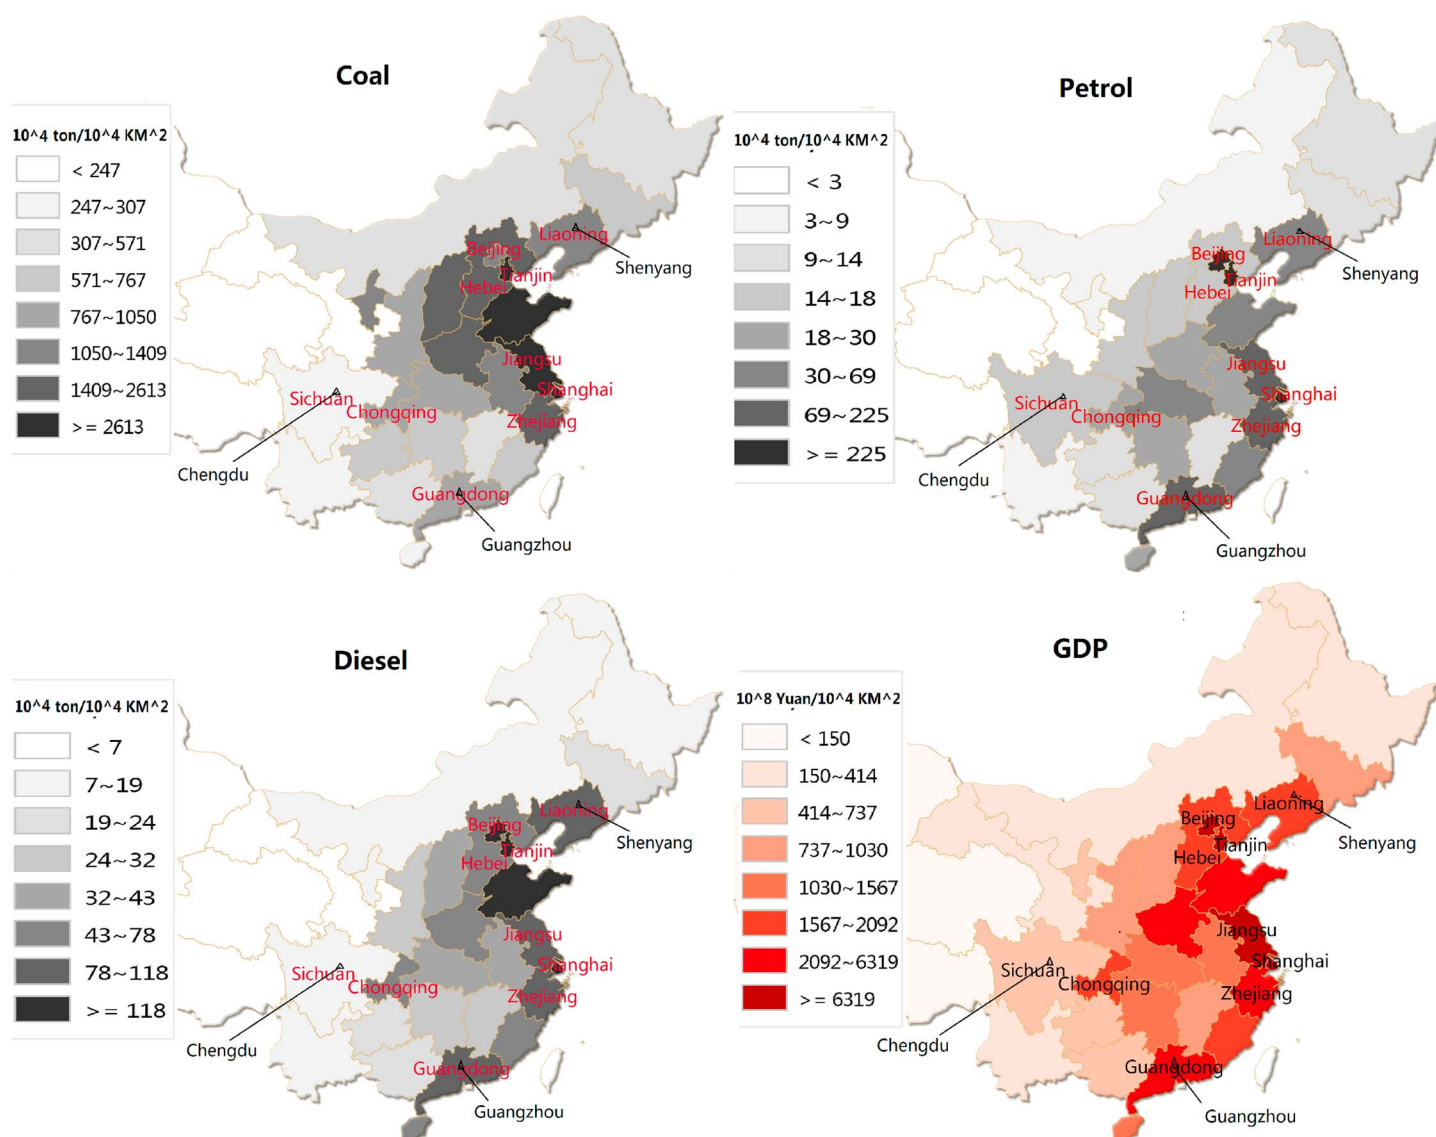 Coal
10^4 ton/10^4 KM^2
< 247
247~307
307~571
571~767
767~1050
1050~1409
1409~2613
>= 2613
Liaoning
Beijing
Shenyang
Tianjin
Hebei
Jiangsu
Shanghai
Sichuan
Chongqing
Zhejiang
Chengdu
Guangdong
Guangzhou
Petrol
10^4 ton/10^4 KM^2
< 3
3~9
9~14
14~18
18~30
30~69
69~225
>= 225
Liaoning
Beijing
Shenyang
Tianjin
Hebei
Jiangsu
Shanghai
Sichuan
Chongqing
Zhejiang
Chengdu
Guangdong
Guangzhou
Diesel
10^4 ton/10^4 KM^2
< 7
7~19
19~24
24~32
32~43
43~78
78~118
>= 118
Liaoning
Beijing
Shenyang
Tianjin
Hebei
Jiangsu
Shanghai
Sichuan
Chongqing
Zhejiang
Chengdu
Guangdong
Guangzhou
GDP
10^8 Yuan/10^4 KM^2
< 150
150~414
414~737
737~1030
1030~1567
1567~2092
2092~6319
>= 6319
Liaoning
Beijing
Shenyang
Tianjin
Hebei
Jiangsu
Shanghai
Sichuan
Chongqing
Zhejiang
Chengdu
Guangdong
Guangzhou